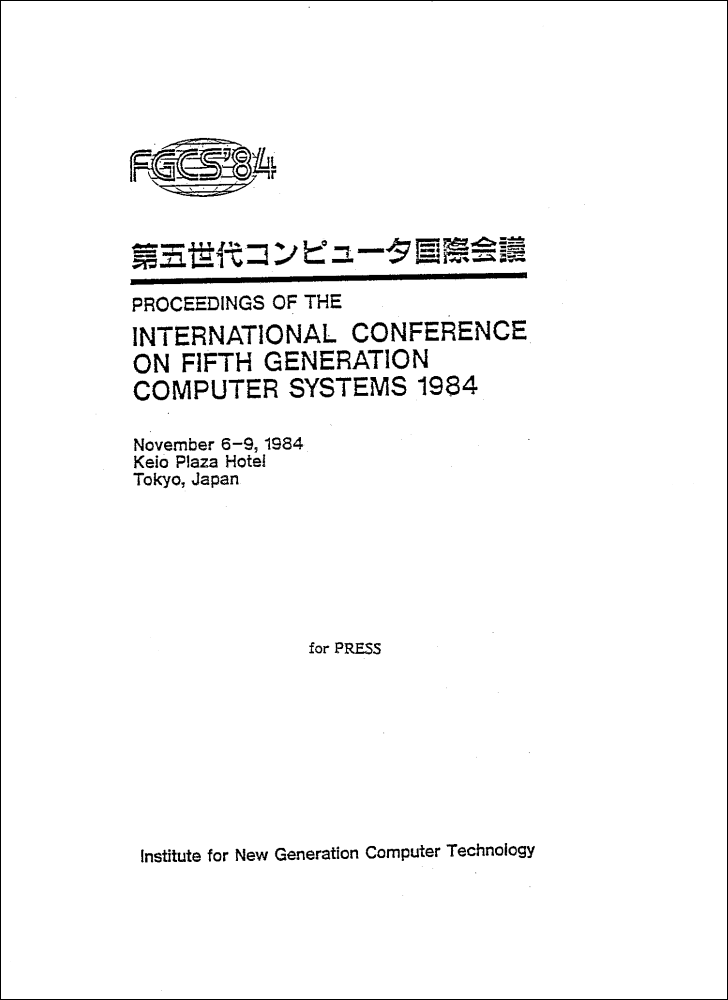 FGCS'84
第五世代コンピュータ国際会議
PROCEEDINGS OF THE
INTERNATIONAL CONFERENCE
ON FIFTH GENERATION
COMPUTER SYSTEMS 1984
November 6-9, 1984
Keio Plaza Hotel
Tokyo, Japan
for PRESS
Institute for New Generation Computer Technology